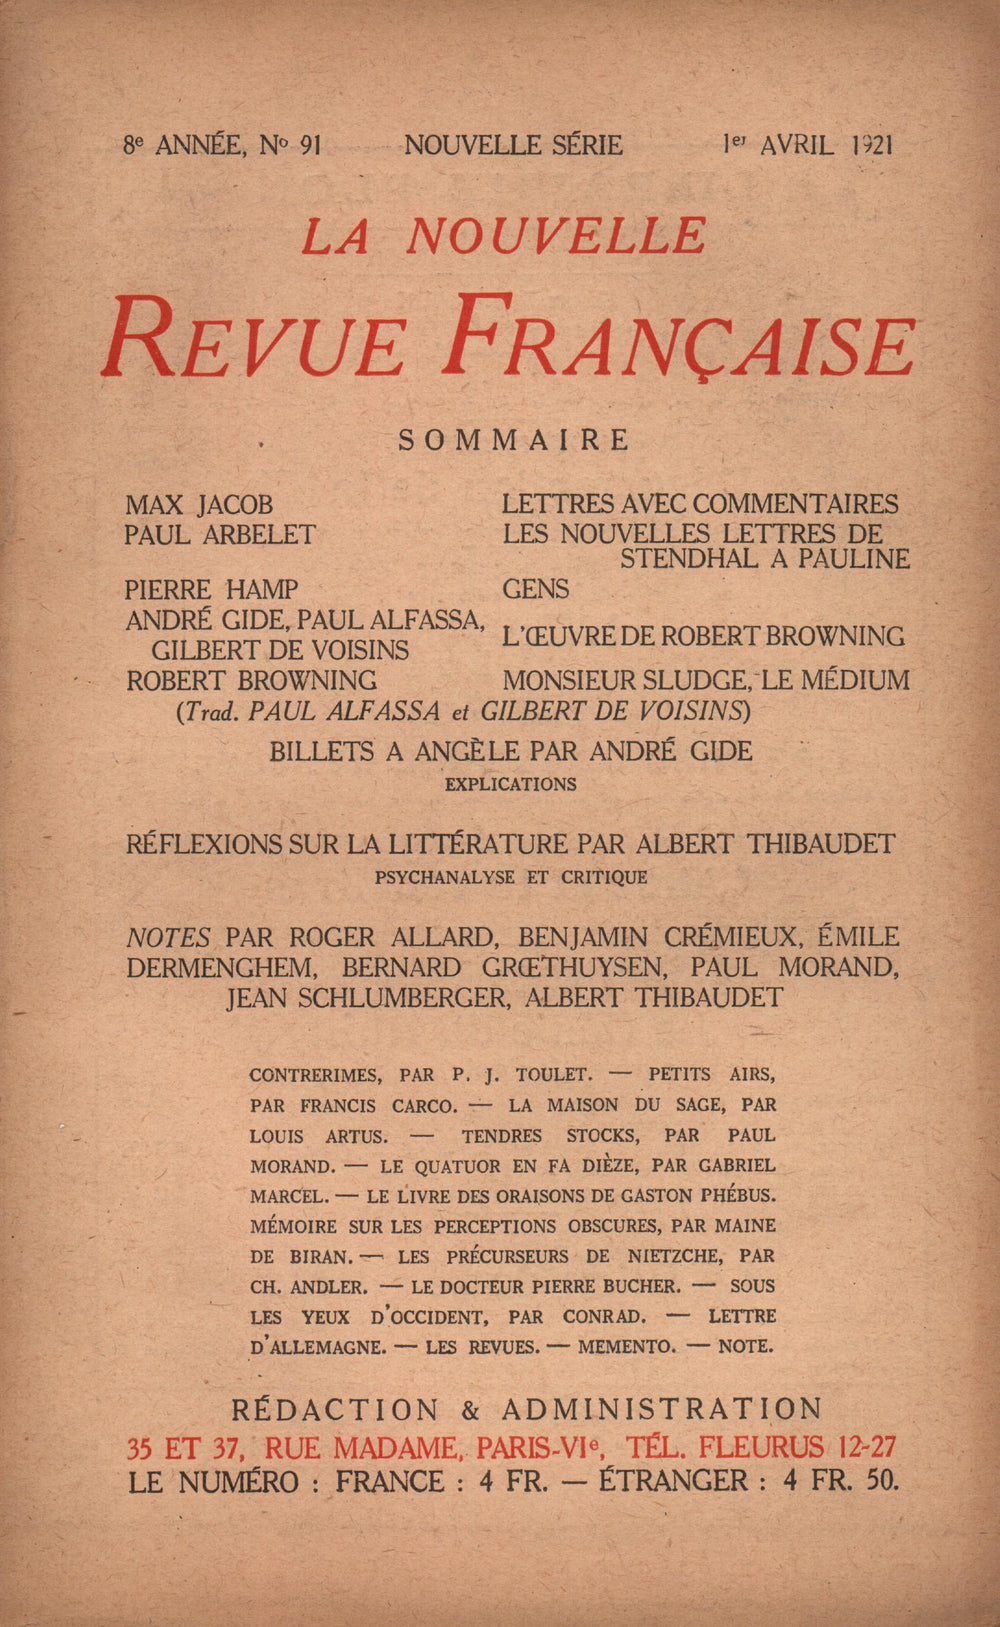 8e ANNÉE, No 91 NOUVELLE SÉRIE 1er AVRIL 1921
LA NOUVELLE
REVUE FRANÇAISE
SOMMAIRE
MAX JACOB LETTRES AVEC COMMENTAIRES
PAUL ARBELET LES NOUVELLES LETTRES DE
STENDHAL A PAULINE
PIERRE HAMP GENS
ANDRÉ GIDE, PAUL ALFASSA,
GILBERT DE VOISINS L'ŒUVRE DE ROBERT BROWNING
ROBERT BROWNING MONSIEUR SLUDGE, LE MÉDIUM
(Trad. PAUL ALFASSA et GILBERT DE VOISINS)
BILLETS A ANGÈLE PAR ANDRÉ GIDE
EXPLICATIONS
RÉFLEXIONS SUR LA LITTÉRATURE PAR ALBERT THIBAUDET
PSYCHANALYSE ET CRITIQUE
NOTES PAR ROGER ALLARD, BENJAMIN CRÉMIEUX, ÉMILE
DERMENGHEM, BERNARD GRŒTHUYSEN, PAUL MORAND,
JEAN SCHLUMBERGER, ALBERT THIBAUDET
CONTRERIMES, PAR P. J. TOULET. — PETITS AIRS,
PAR FRANCIS CARCO. — LA MAISON DU SAGE, PAR
LOUIS ARTUS. — TENDRES STOCKS, PAR PAUL
MORAND. — LE QUATUOR EN FA DIÈZE, PAR GABRIEL
MARCEL. — LE LIVRE DES ORAISONS DE GASTON PHÉBUS.
MÉMOIRE SUR LES PERCEPTIONS OBSCURES, PAR MAINE
DE BIRAN. — LES PRÉCURSEURS DE NIETZCHE, PAR
CH. ANDLER. — LE DOCTEUR PIERRE BUCHER. — SOUS
LES YEUX D'OCCIDENT, PAR CONRAD. — LETTRE
D'ALLEMAGNE. — LES REVUES. — MEMENTO. — NOTE.
RÉDACTION & ADMINISTRATION
35 ET 37, RUE MADAME, PARIS-VIe, TÉL. FLEURUS 12-27
LE NUMÉRO : FRANCE : 4 FR. — ÉTRANGER : 4 FR. 50.